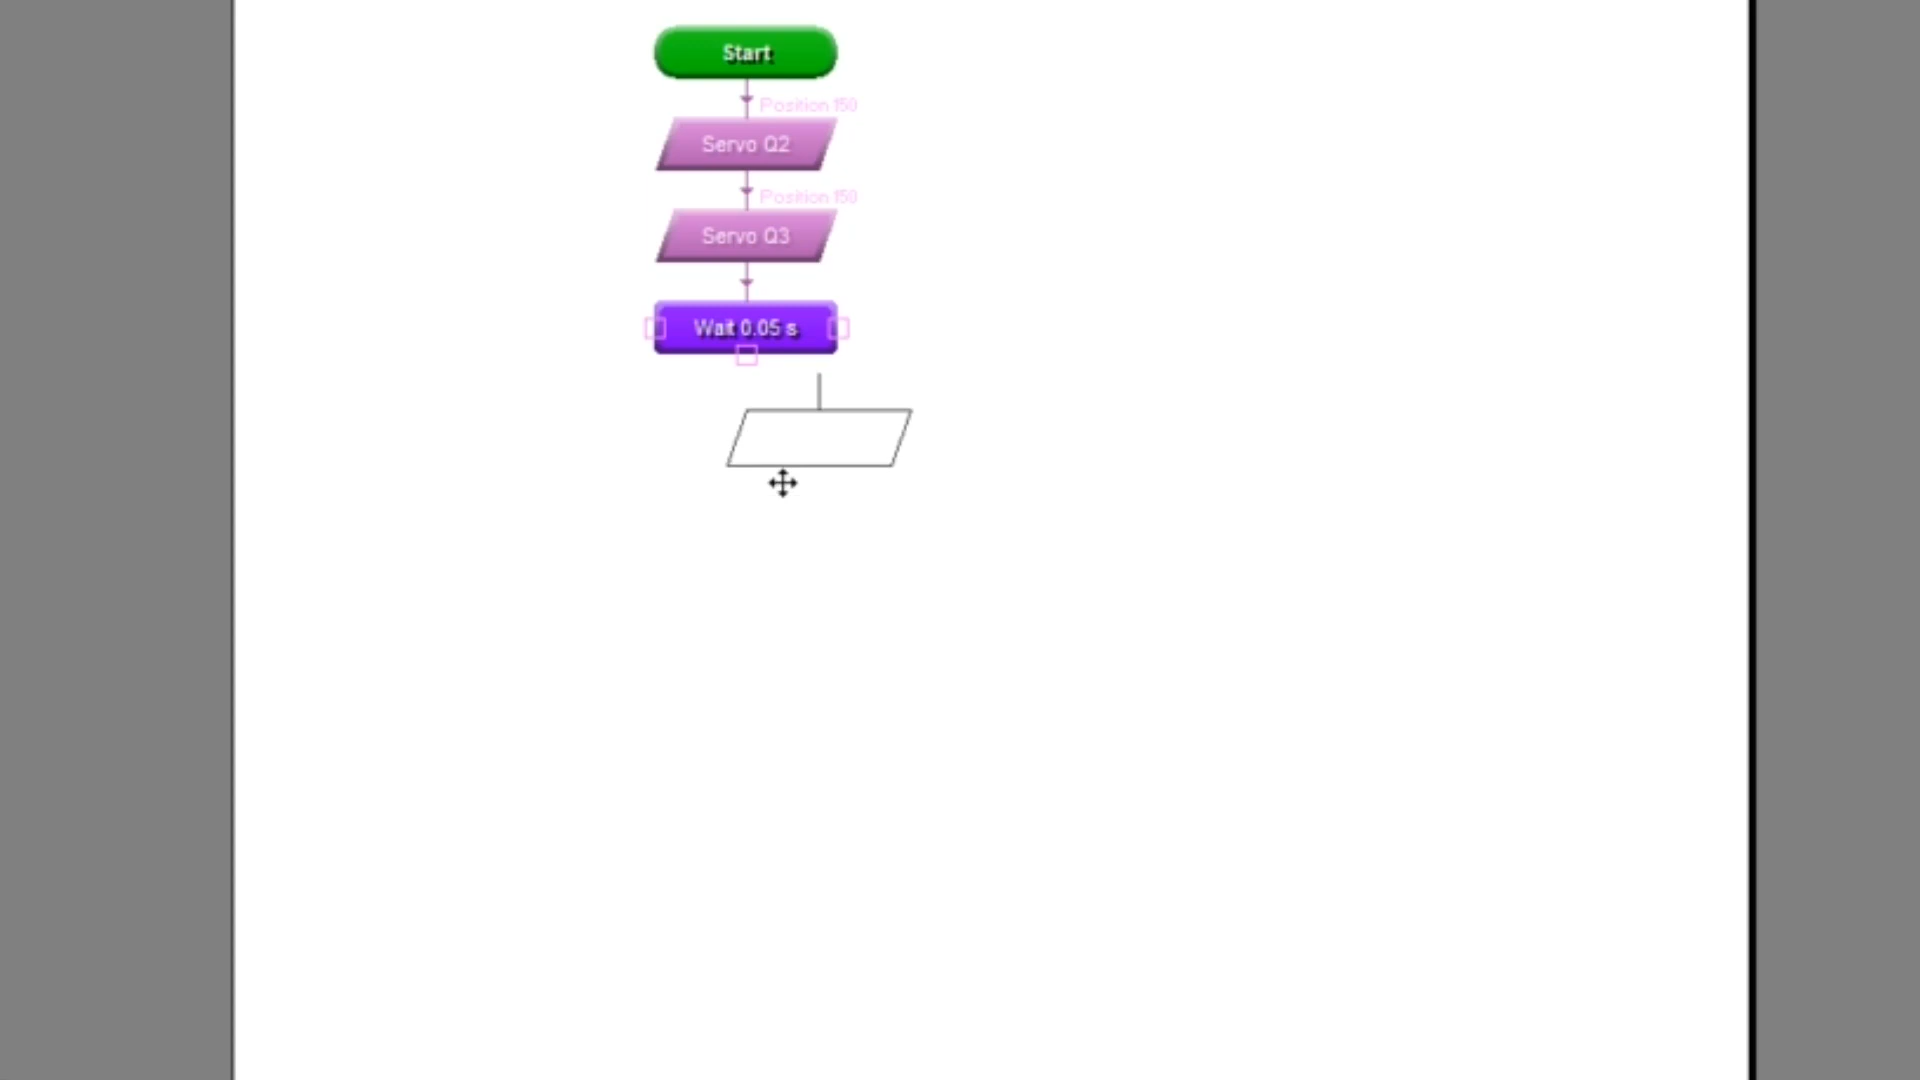 Start
Position 150
Servo Q2
Position 150
Servo Q3
Wait 0.05 s